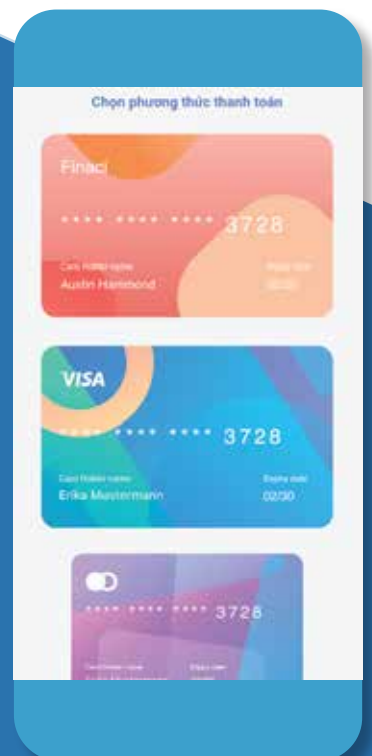 Chọn phương thức thanh toán
Finaci
**** **** **** 3728
Card Holder name
Austin Hammond
VISA
**** **** **** 3728
Card Holder name Expiry date
Erika Mustermann 02/30
**** **** **** 3728